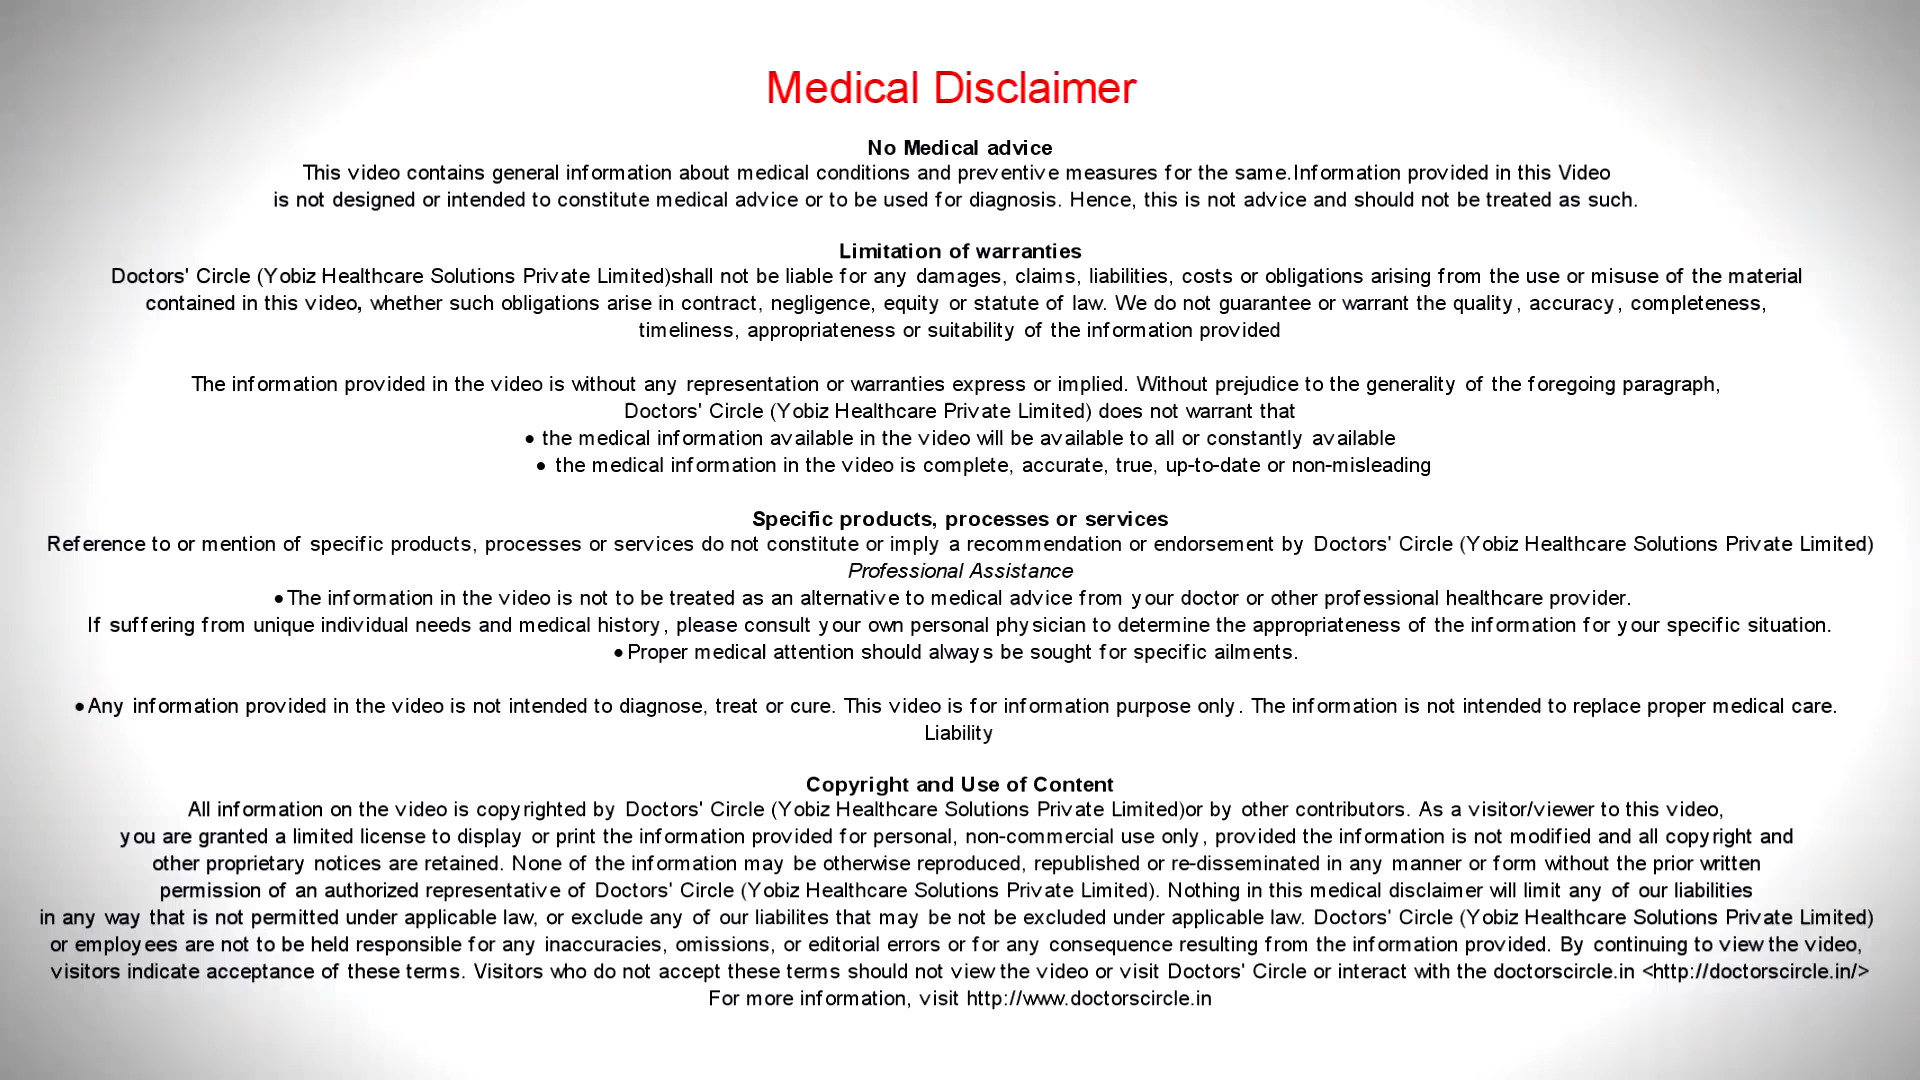 Medical Disclaimer
No Medical advice
This video contains general information about medical conditions and preventive measures for the same.Information provided in this Video
is not designed or intended to constitute medical advice or to be used for diagnosis. Hence, this is not advice and should not be treated as such.
Limitation of warranties
Doctors' Circle (Yobiz Healthcare Solutions Private Limited)shall not be liable for any damages, claims, liabilities, costs or obligations arising from the use or misuse of the material
contained in this video, whether such obligations arise in contract, negligence, equity or statute of law. We do not guarantee or warrant the quality, accuracy, completeness,
timeliness, appropriateness or suitability of the information provided
The information provided in the video is without any representation or warranties express or implied. Without prejudice to the generality of the foregoing paragraph,
Doctors' Circle (Yobiz Healthcare Private Limited) does not warrant that
• the medical information available in the video will be available to all or constantly available
• the medical information in the video is complete, accurate, true, up-to-date or non-misleading
Specific products, processes or services
Reference to or mention of specific products, processes or services do not constitute or imply a recommendation or endorsement by Doctors' Circle (Yobiz Healthcare Solutions Private Limited)
Professional Assistance
•The information in the video is not to be treated as an alternative to medical advice from your doctor or other professional healthcare provider.
If suffering from unique individual needs and medical history, please consult your own personal physician to determine the appropriateness of the information for your specific situation.
•Proper medical attention should always be sought for specific ailments.
•Any information provided in the video is not intended to diagnose, treat or cure. This video is for information purpose only. The information is not intended to replace proper medical care.
Liability
Copyright and Use of Content
All information on the video is copyrighted by Doctors' Circle (Yobiz Healthcare Solutions Private Limited)or by other contributors. As a visitor/viewer to this video,
you are granted a limited license to display or print the information provided for personal, non-commercial use only, provided the information is not modified and all copyright and
other proprietary notices are retained. None of the information may be otherwise reproduced, republished or re-disseminated in any manner or form without the prior written
permission of an authorized representative of Doctors' Circle (Yobiz Healthcare Solutions Private Limited). Nothing in this medical disclaimer will limit any of our liabilities
in any way that is not permitted under applicable law, or exclude any of our liabilites that may be not be excluded under applicable law. Doctors' Circle (Yobiz Healthcare Solutions Private Limited)
or employees are not to be held responsible for any inaccuracies, omissions, or editorial errors or for any consequence resulting from the information provided. By continuing to view the video,
visitors indicate acceptance of these terms. Visitors who do not accept these terms should not view the video or visit Doctors' Circle or interact with the doctorscircle.in <http://doctorscircle.in/>
For more information, visit http://www.doctorscircle.in